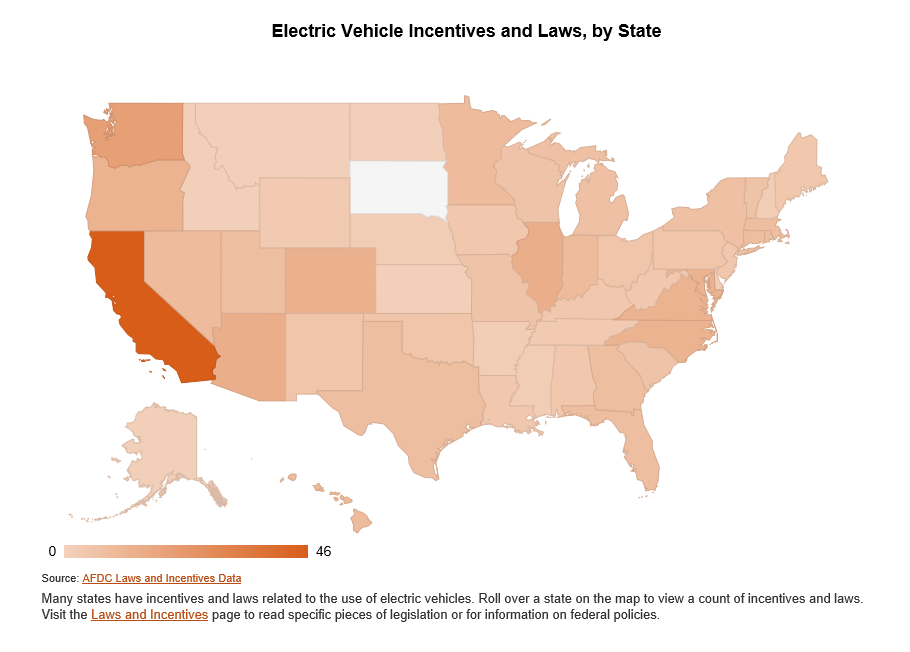 Electric Vehicle Incentives and Laws, by State
0 46
Source: AFDC Laws and Incentives Data
Many states have incentives and laws related to the use of electric vehicles. Roll over a state on the map to view a count of incentives and laws.
Visit the Laws and Incentives page to read specific pieces of legislation or for information on federal policies.